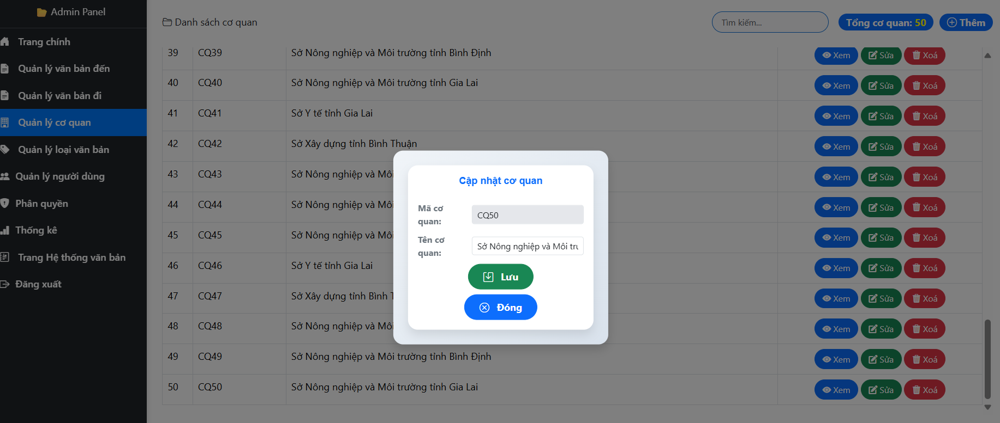 Admin Panel
Trang chính
Quản lý văn bản đến
Quản lý văn bản đi
Quản lý cơ quan
Quản lý loại văn bản
Quản lý người dùng
Phân quyền
Thống kê
Trang Hệ thống văn bản
Đăng xuất
Danh sách cơ quan
Tìm kiếm...
Tổng cơ quan: 50
Thêm
39 CQ39 Sở Nông nghiệp và Môi trường tỉnh Bình Định Xem Sửa Xoá
40 CQ40 Sở Nông nghiệp và Môi trường tỉnh Gia Lai Xem Sửa Xoá
41 CQ41 Sở Y tế tỉnh Gia Lai Xem Sửa Xoá
42 CQ42 Sở Xây dựng tỉnh Bình Thuận Xem Sửa Xoá
43 CQ43 Sở Nông nghiệp và Mô Xem Sửa Xoá
44 CQ44 Sở Nông nghiệp và Mô Xem Sửa Xoá
45 CQ45 Sở Nông nghiệp và Mô Xem Sửa Xoá
46 CQ46 Sở Y tế tỉnh Gia Lai Xem Sửa Xoá
47 CQ47 Sở Xây dựng tỉnh Bình T Xem Sửa Xoá
48 CQ48 Sở Nông nghiệp và Mô Xem Sửa Xoá
49 CQ49 Sở Nông nghiệp và Môi trường tỉnh Bình Định Xem Sửa Xoá
50 CQ50 Sở Nông nghiệp và Môi trường tỉnh Gia Lai Xem Sửa Xoá
Cập nhật cơ quan
Mã cơ
quan:
CQ50
Tên cơ
quan:
Sở Nông nghiệp và Môi trư
Lưu
Đóng